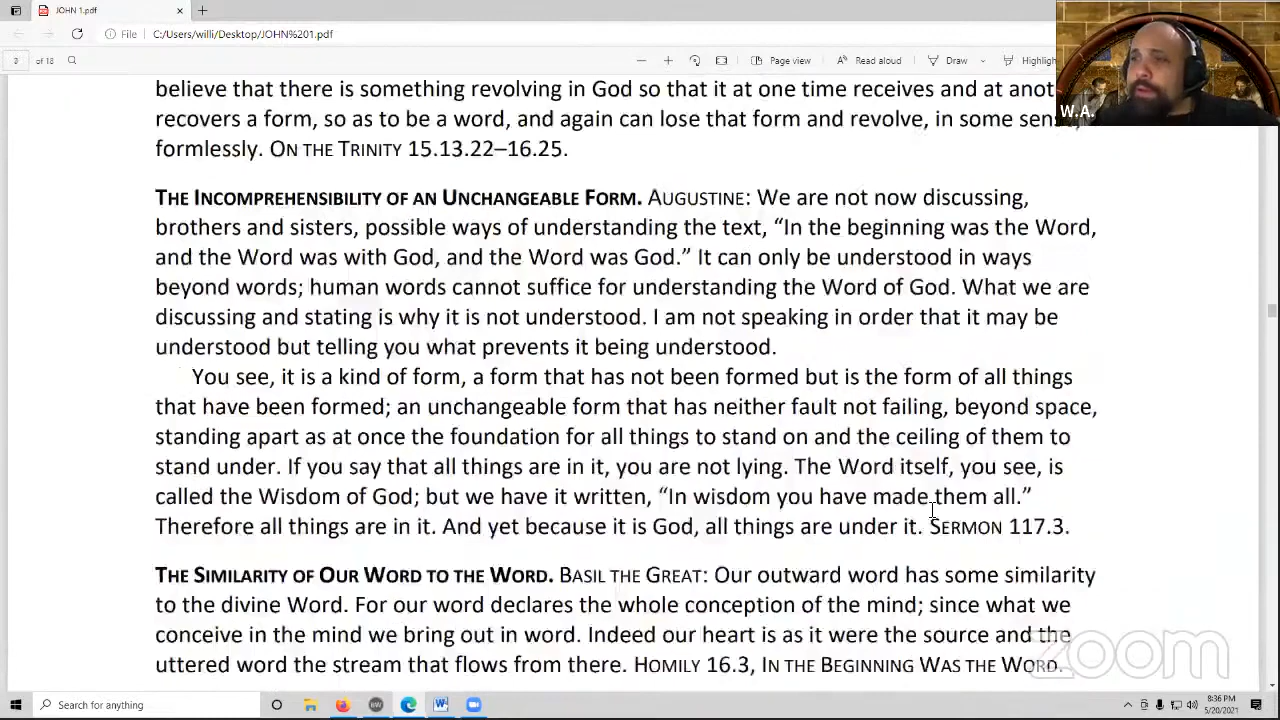 JOHN 1.pdf
File
C:/Users/willi/Desktop/JOHN%201.pdf
of 18
Page view
Read aloud
Draw
Highligh
W.A.
believe that there is something revolving in God so that it at one time receives and at anot
recovers a form, so as to be a word, and again can lose that form and revolve, in some sens
formlessly. ON THE TRINITY 15.13.22–16.25.
THE INCOMPREHENSIBILITY OF AN UNCHANGEABLE FORM. AUGUSTINE: We are not now discussing,
brothers and sisters, possible ways of understanding the text, “In the beginning was the Word,
and the Word was with God, and the Word was God.” It can only be understood in ways
beyond words; human words cannot suffice for understanding the Word of God. What we are
discussing and stating is why it is not understood. I am not speaking in order that it may be
understood but telling you what prevents it being understood.
You see, it is a kind of form, a form that has not been formed but is the form of all things
that have been formed; an unchangeable form that has neither fault not failing, beyond space,
standing apart as at once the foundation for all things to stand on and the ceiling of them to
stand under. If you say that all things are in it, you are not lying. The Word itself, you see, is
called the Wisdom of God; but we have it written, “In wisdom you have made them all.”
Therefore all things are in it. And yet because it is God, all things are under it. SERMON 117.3.
THE SIMILARITY OF OUR WORD TO THE WORD. BASIL THE GREAT: Our outward word has some similarity
to the divine Word. For our word declares the whole conception of the mind; since what we
conceive in the mind we bring out in word. Indeed our heart is as it were the source and the
uttered word the stream that flows from there. HOMILY 16.3, IN THE BEGINNING WAS THE WORD.
zoom
Search for anything
8:36 PM
5/20/2021